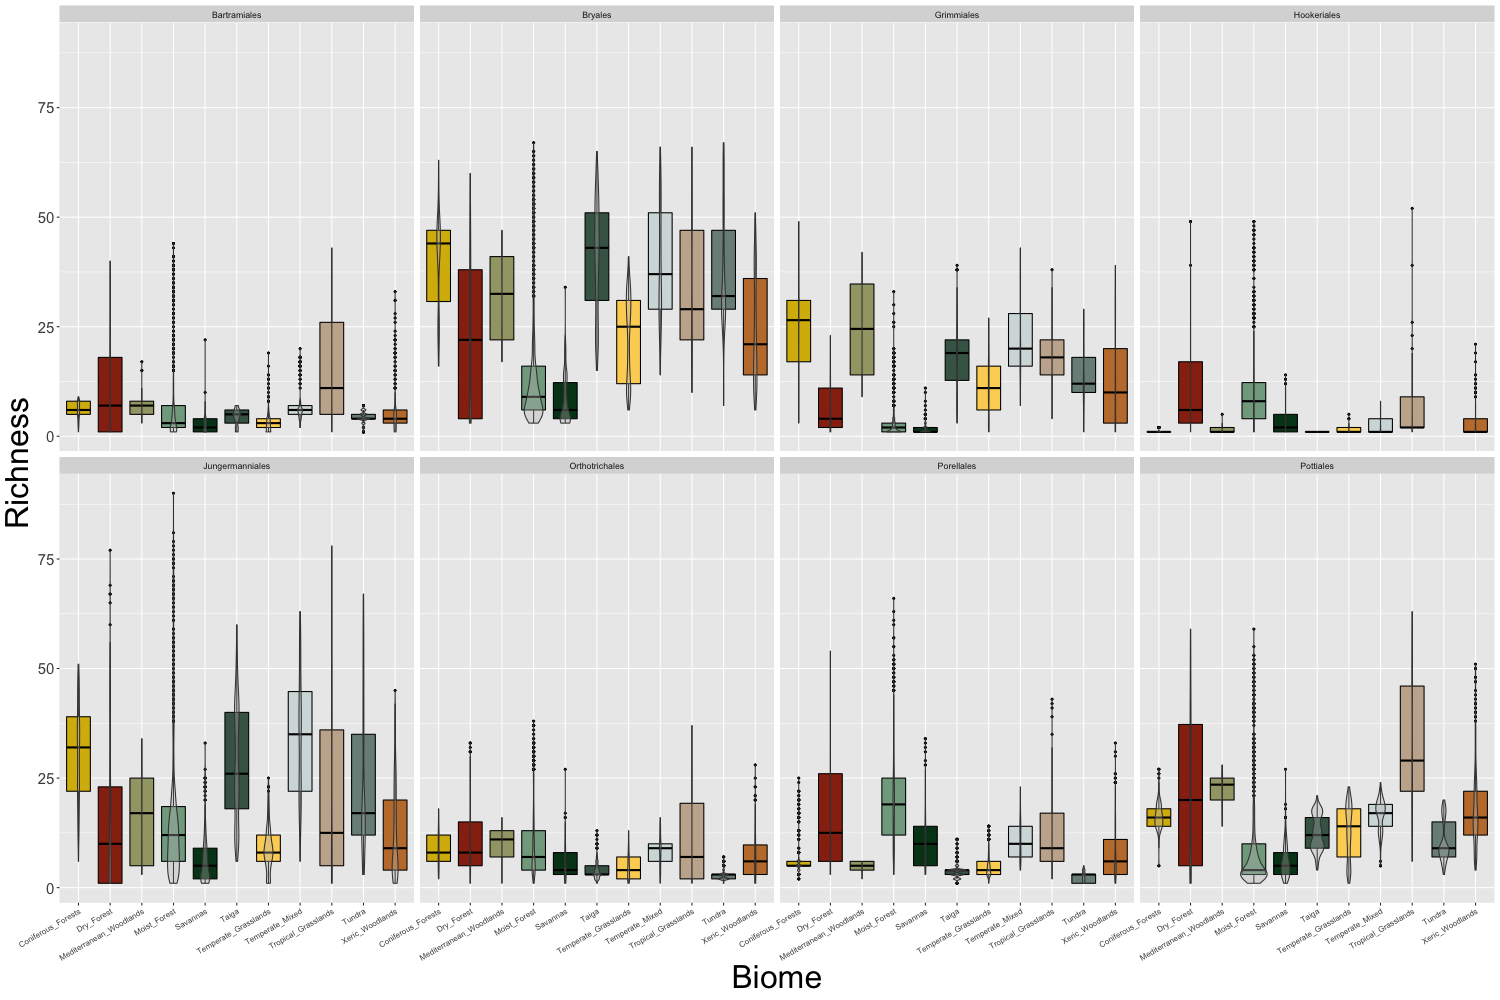 Bartramiales Bryales Grimmiales Hookeriales
75
50
25
0
Richness
Jungermanniales Orthotrichales Porellales Pottiales
75
50
25
0
Coniferous_Forests Dry_Forest Mediterranean_Woodlands Moist_Forest Savannas Taiga Temperate_Grasslands Temperate_Mixed Tropical_Grasslands Tundra Xeric_Woodlands
Coniferous_Forests Dry_Forest Mediterranean_Woodlands Moist_Forest Savannas Taiga Temperate_Grasslands Temperate_Mixed Tropical_Grasslands Tundra Xeric_Woodlands
Coniferous_Forests Dry_Forest Mediterranean_Woodlands Moist_Forest Savannas Taiga Temperate_Grasslands Temperate_Mixed Tropical_Grasslands Tundra Xeric_Woodlands
Coniferous_Forests Dry_Forest Mediterranean_Woodlands Moist_Forest Savannas Taiga Temperate_Grasslands Temperate_Mixed Tropical_Grasslands Tundra Xeric_Woodlands
Biome